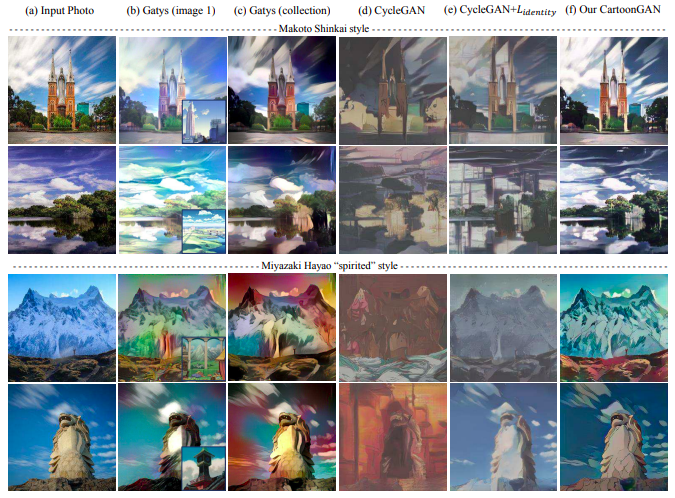 (a) Input Photo (b) Gatys (image 1) (c) Gatys (collection) (d) CycleGAN (e) CycleGAN+L_identity (f) Our CartoonGAN
Makoto Shinkai style
Miyazaki Hayao “spirited” style